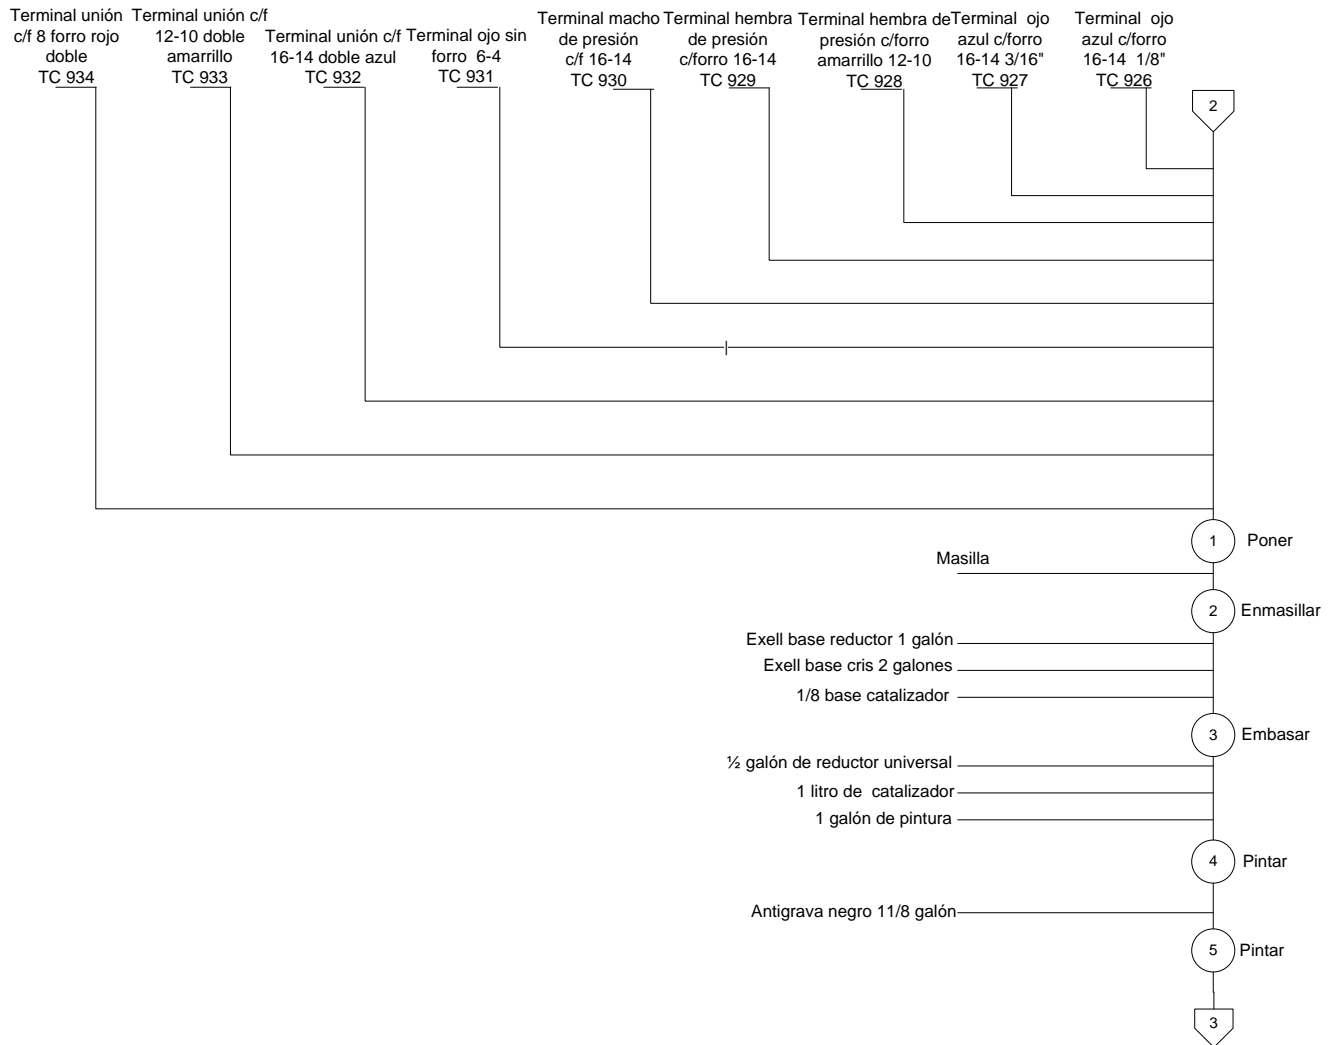 Terminal unión
c/f 8 forro rojo
doble
TC 934
Terminal unión c/f
12-10 doble
amarrillo
TC 933
Terminal unión c/f
16-14 doble azul
TC 932
Terminal ojo sin
forro 6-4
TC 931
Terminal macho
de presión
c/f 16-14
TC 930
Terminal hembra
de presión
c/forro 16-14
TC 929
Terminal hembra de
presión c/forro
amarrillo 12-10
TC 928
Terminal ojo
azul c/forro
16-14 3/16"
TC 927
Terminal ojo
azul c/forro
16-14 1/8"
TC 926
2
1 Poner
Masilla
2 Enmasillar
Exell base reductor 1 galón
Exell base cris 2 galones
1/8 base catalizador
3 Embasar
½ galón de reductor universal
1 litro de catalizador
1 galón de pintura
4 Pintar
Antigrava negro 11/8 galón
5 Pintar
3